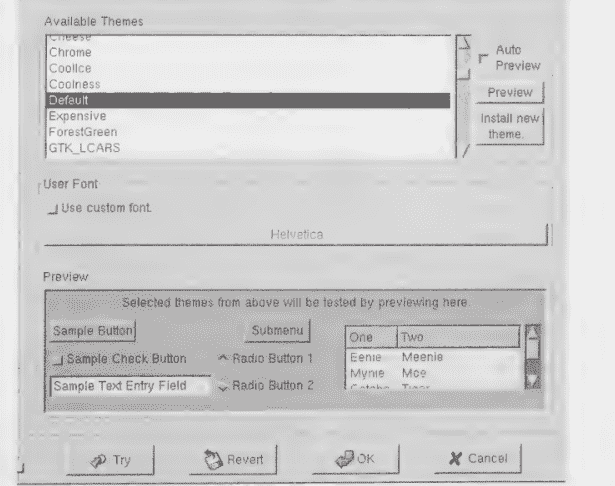 Available Themes
Cheese
Chrome
CoolIce
Coolness
Default
Expensive
ForestGreen
GTK_LCARS
Auto
Preview
Preview
Install new
theme.
User Font
Use custom font.
Helvetica
Preview
Selected themes from above will be tested by previewing here.
Sample Button
Submenu
Sample Check Button
Radio Button 1
Sample Text Entry Field
Radio Button 2
One Two
Eenie Meenie
Mynie Moe
Catcha Tiger
Try
Revert
OK
Cancel